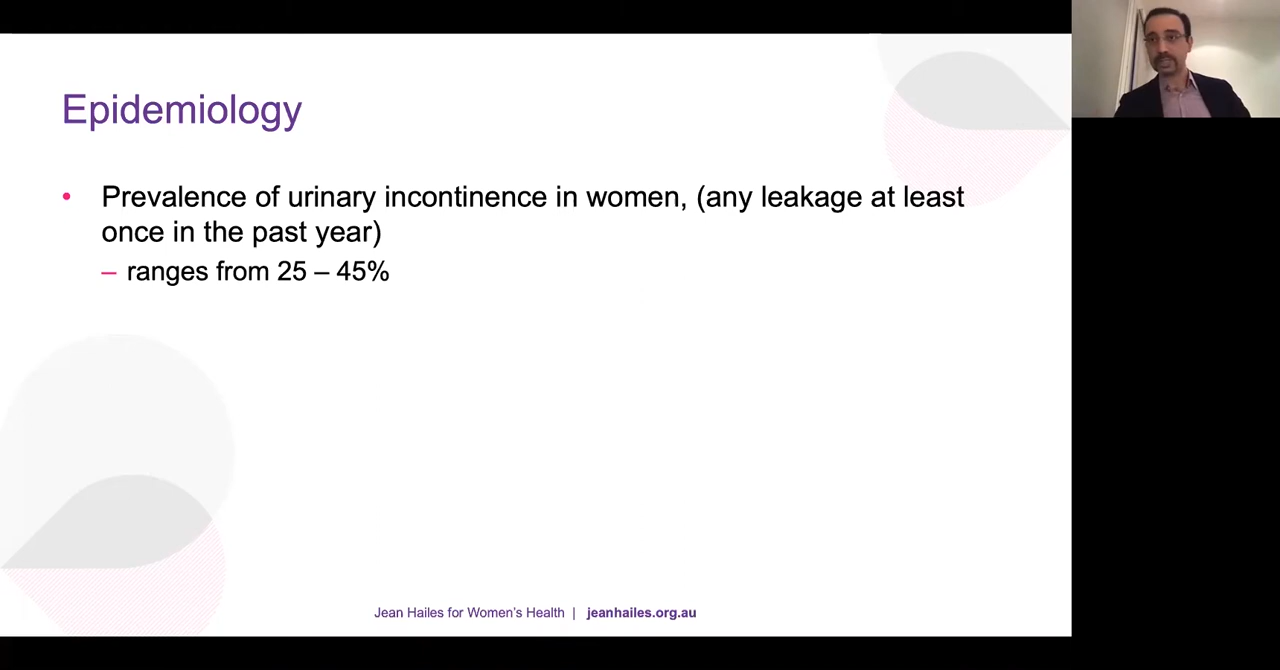 Epidemiology
• Prevalence of urinary incontinence in women, (any leakage at least
once in the past year)
– ranges from 25 – 45%
Jean Hailes for Women's Health | jeanhailes.org.au